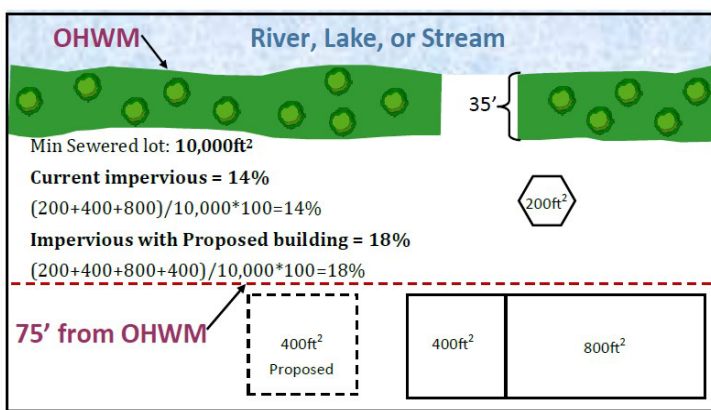 OHWM River, Lake, or Stream
35'
Min Sewered lot: 10,000ft²
Current impervious = 14%
(200+400+800)/10,000*100=14%
200ft²
Impervious with Proposed building = 18%
(200+400+800+400)/10,000*100=18%
75' from OHWM
400ft²
Proposed
400ft²
800ft²